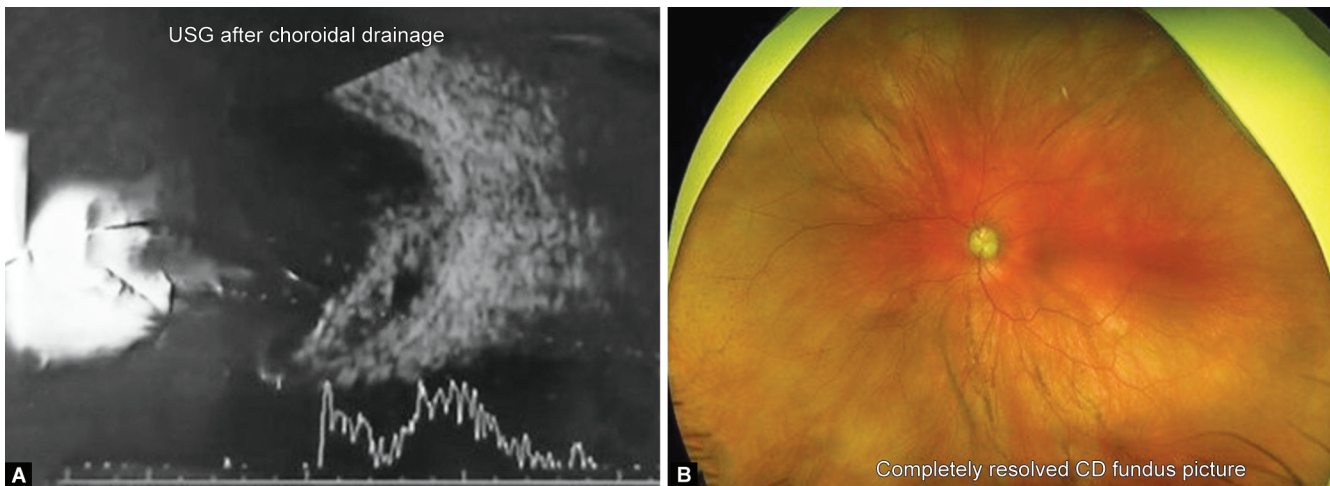 USG after choroidal drainage
A
B
Completely resolved CD fundus picture